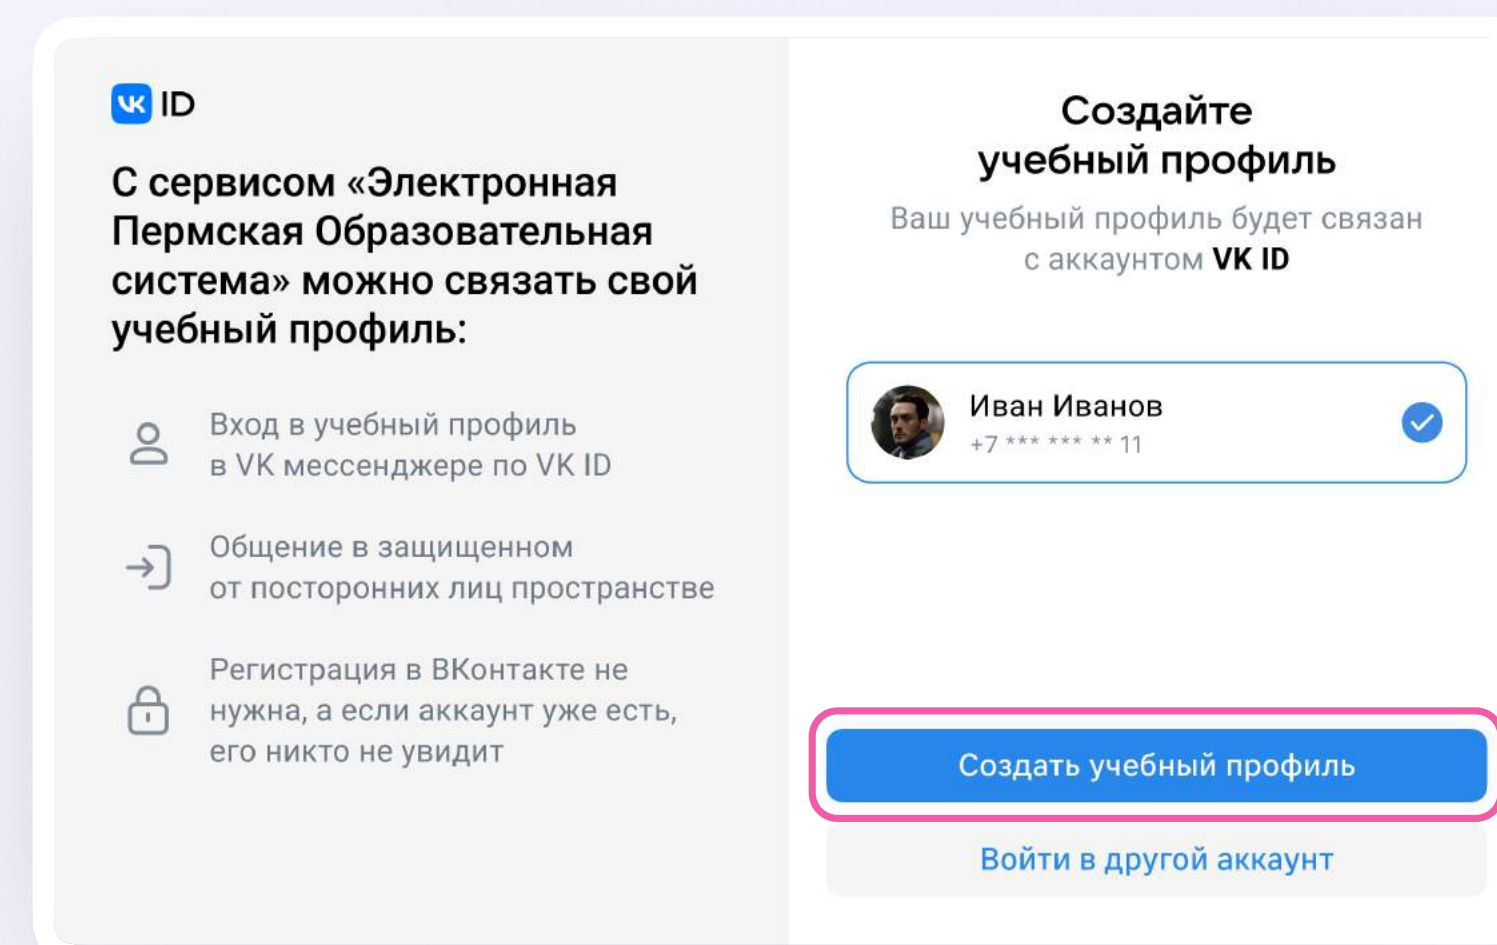 VK ID
С сервисом «Электронная
Пермская Образовательная
система» можно связать свой
учебный профиль:
Вход в учебный профиль
в VK мессенджере по VK ID
Общение в защищенном
от посторонних лиц пространстве
Регистрация в ВКонтакте не
нужна, а если аккаунт уже есть,
его никто не увидит
Создайте
учебный профиль
Ваш учебный профиль будет связан
с аккаунтом VK ID
Иван Иванов
+7 *** *** ** 11
Создать учебный профиль
Войти в другой аккаунт